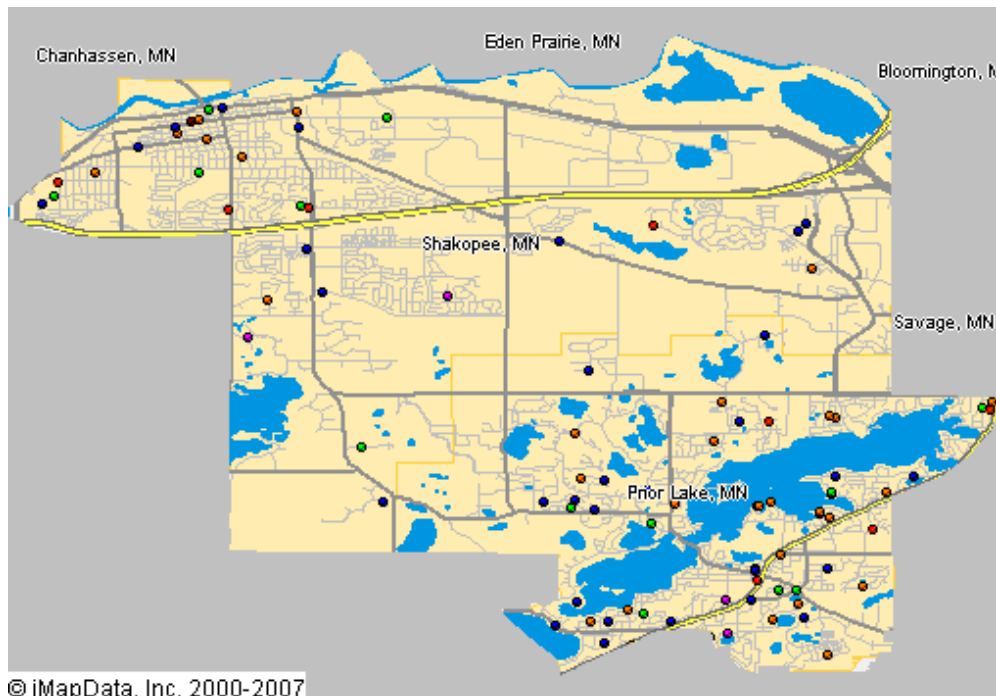 Eden Prairie, MN
Chanhassen, MN
Bloomington, M
Shakopee, MN
Savage, MN
Prior Lake, MN
© iMapData, Inc. 2000-2007